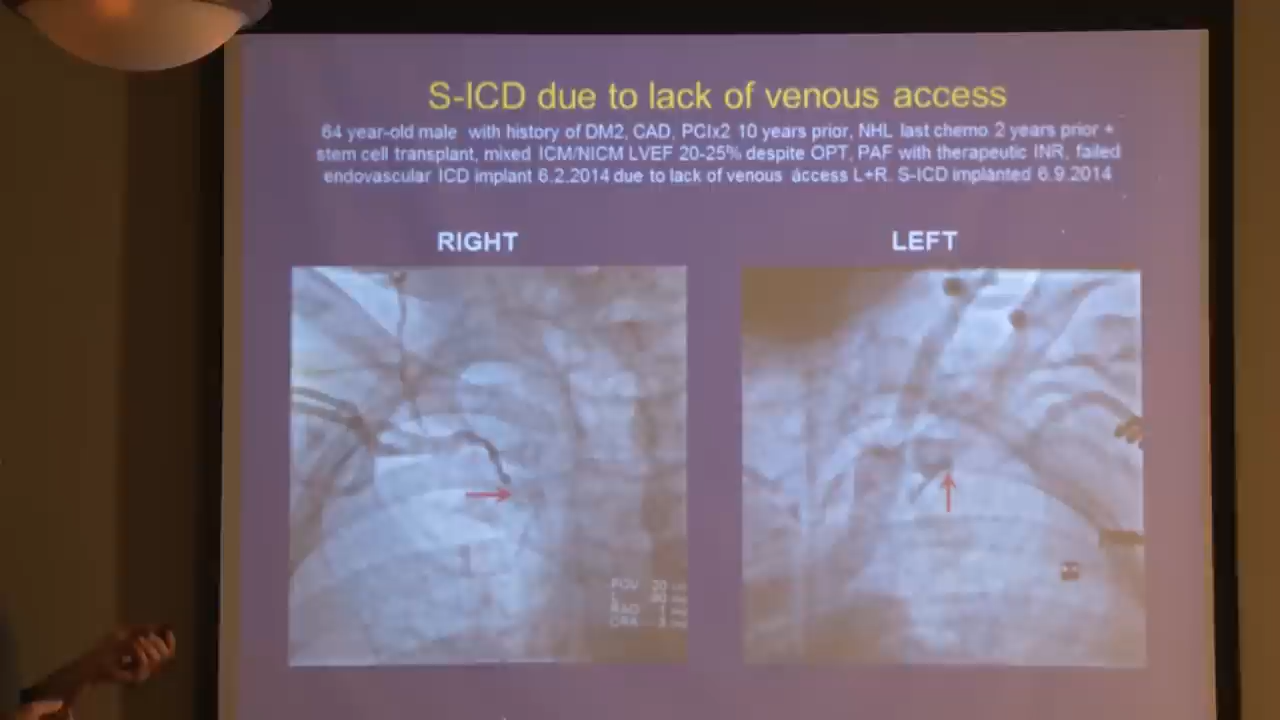 S-ICD due to lack of venous access
64 year-old male with history of DM2, CAD, PCIx2 10 years prior, NHL last chemo 2 years prior +
stem cell transplant, mixed ICM/NICM LVEF 20-25% despite OPT, PAF with therapeutic INR, failed
endovascular ICD implant 6.2.2014 due to lack of venous access L+R. S-ICD implanted 6.9.2014
RIGHT
LEFT